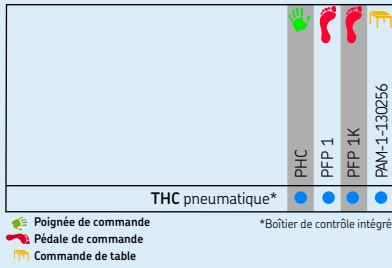 PHC
PFP 1
PFP 1K
PAM-1-130256
THC pneumatique*
Poignée de commande
Pédale de commande
Commande de table
*Boîtier de contrôle intégré